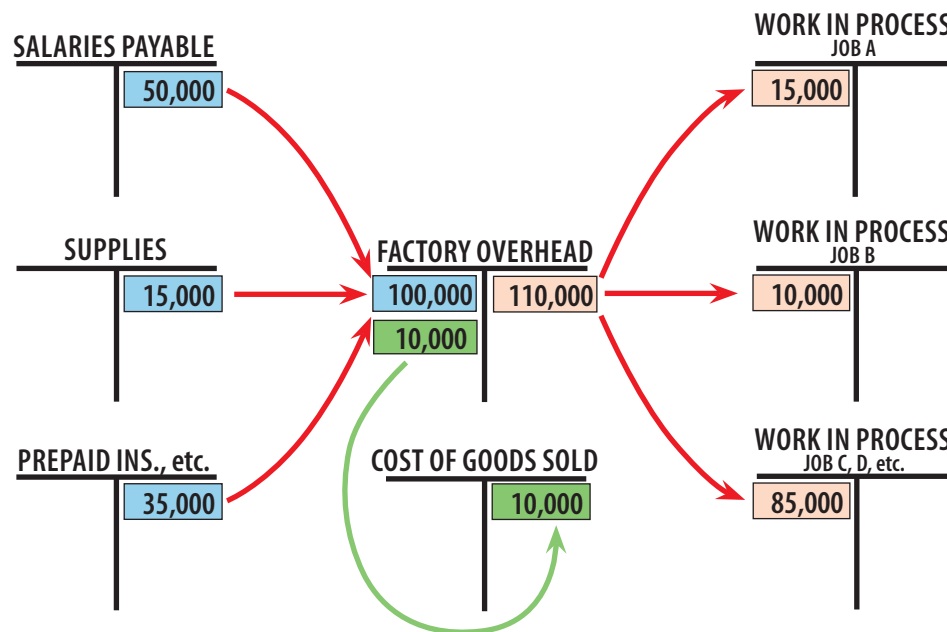 SALARIES PAYABLE
50,000
SUPPLIES
15,000
PREPAID INS., etc.
35,000
FACTORY OVERHEAD
100,000 110,000
10,000
COST OF GOODS SOLD
10,000
WORK IN PROCESS
JOB A
15,000
WORK IN PROCESS
JOB B
10,000
WORK IN PROCESS
JOB C, D, etc.
85,000